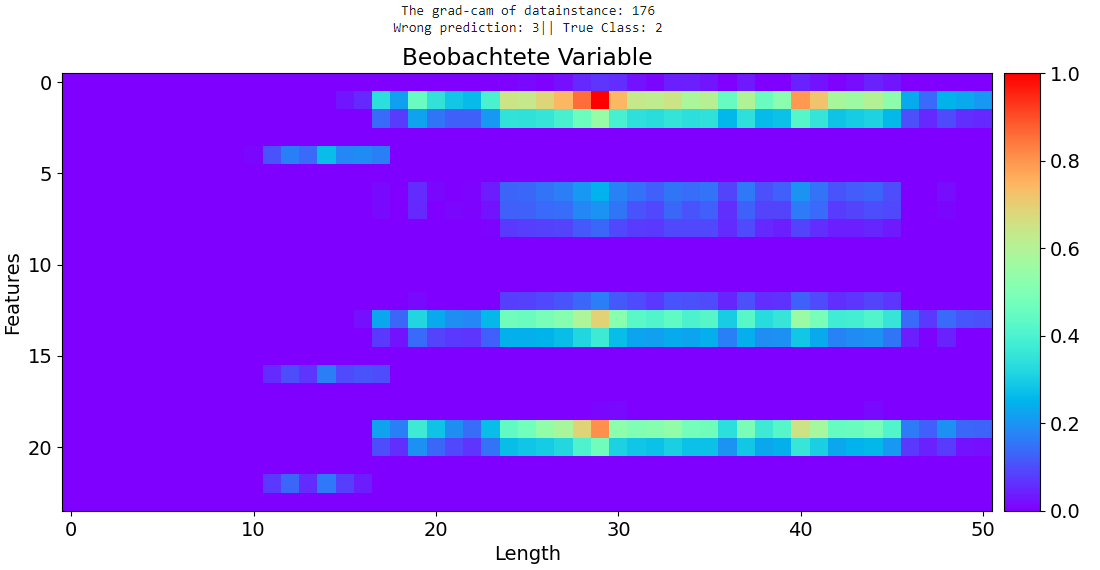 The grad-cam of datainstance: 176
Wrong prediction: 3|| True Class: 2
Beobachtete Variable
Features
0
5
10
15
20
0 10 20 30 40 50
Length
1.0
0.8
0.6
0.4
0.2
0.0